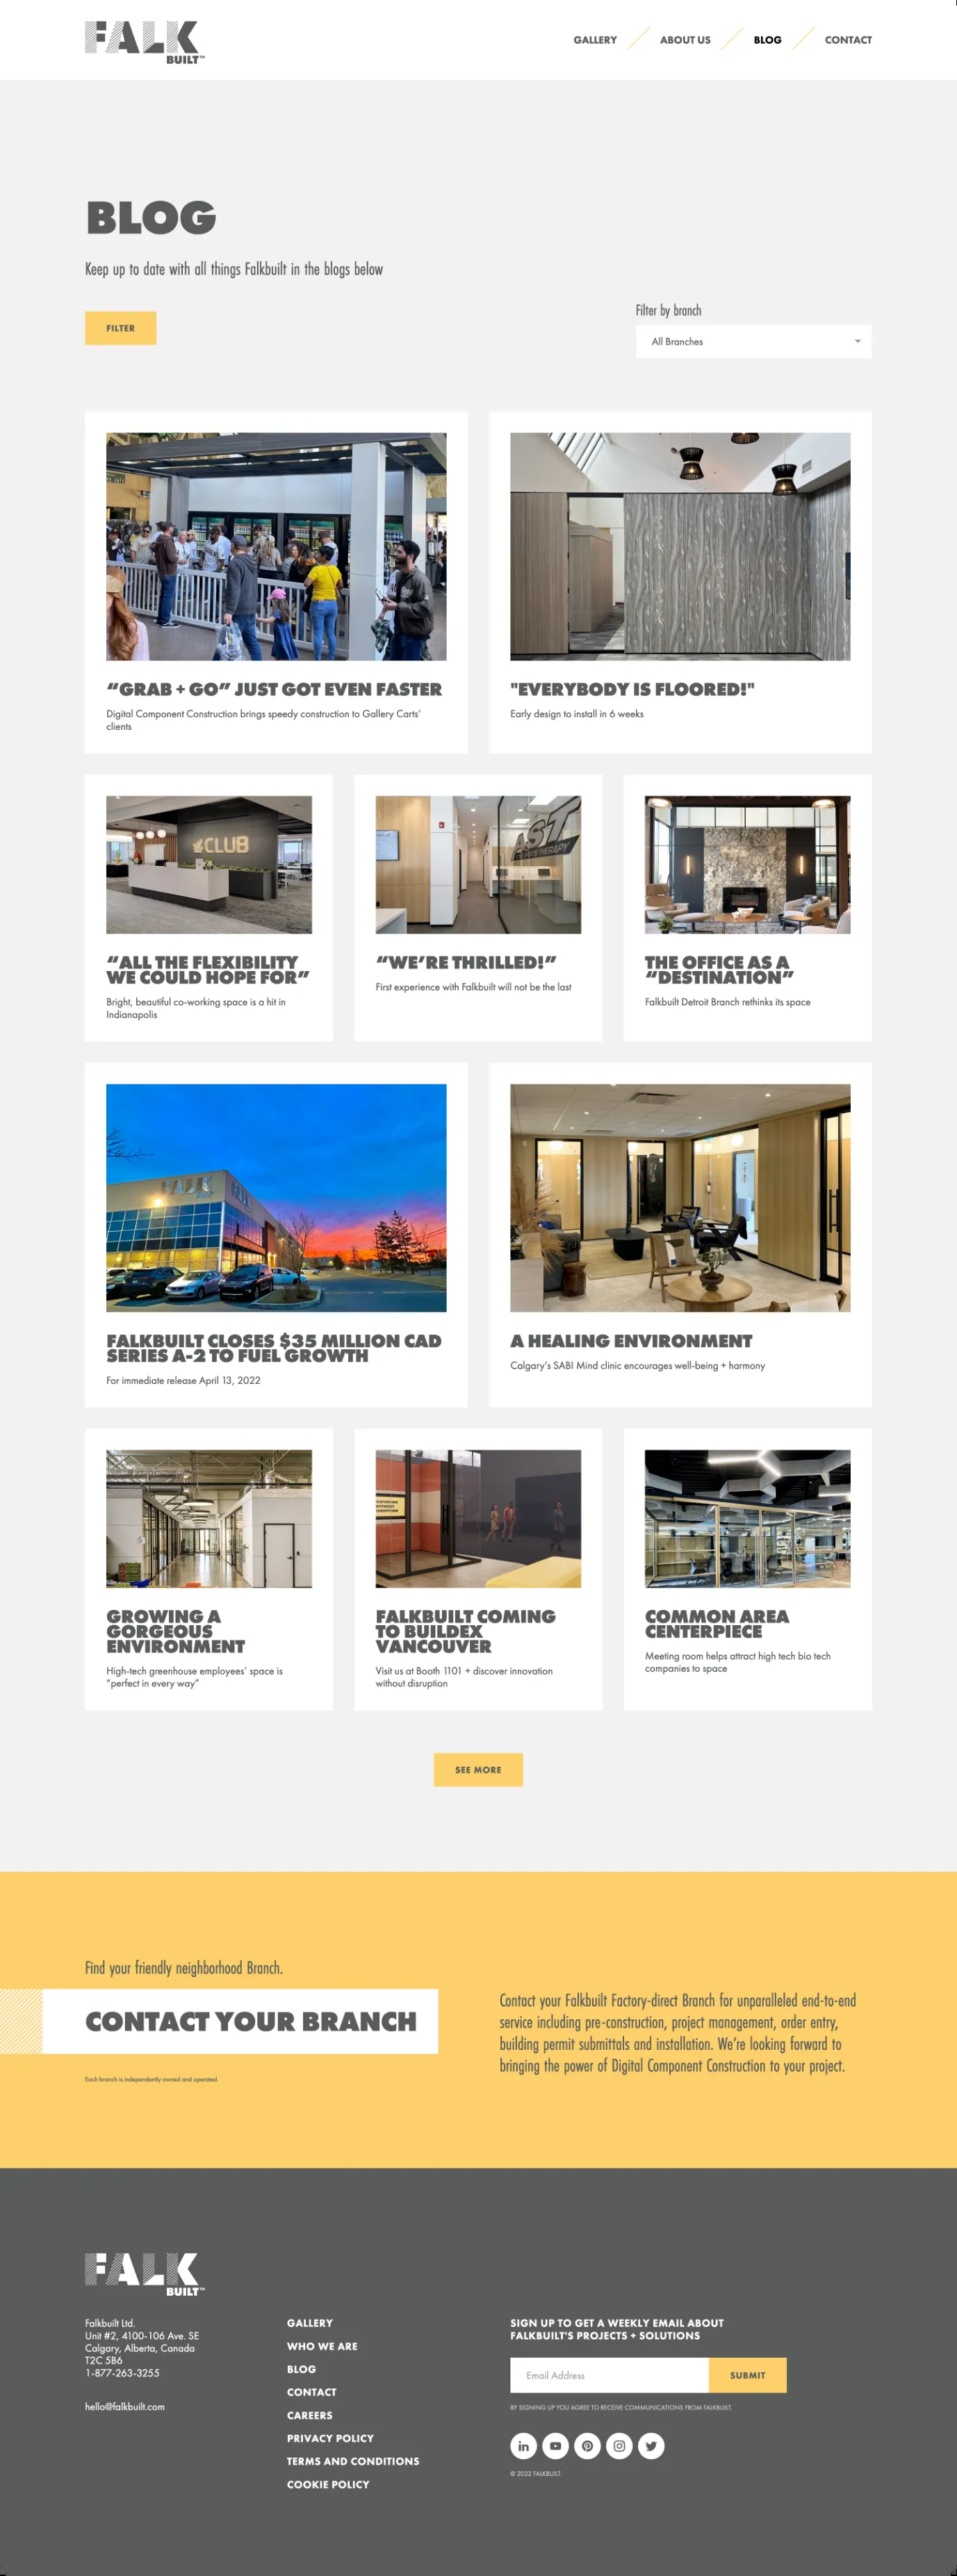 FALK
BUILT™
GALLERY
ABOUT US
BLOG
CONTACT
BLOG
Keep up to date with all things Falkbuilt in the blogs below
FILTER
Filter by branch
All Branches
“GRAB + GO” JUST GOT EVEN FASTER
Digital Component Construction brings speedy construction to Gallery Carts’
clients
"EVERYBODY IS FLOORED!"
Early design to install in 6 weeks
CLUB
“ALL THE FLEXIBILITY
WE COULD HOPE FOR”
Bright, beautiful co-working space is a hit in
Indianapolis
“WE’RE THRILLED!”
First experience with Falkbuilt will not be the last
THE OFFICE AS A
“DESTINATION”
Falkbuilt Detroit Branch rethinks its space
FALK
FALKBUILT CLOSES $35 MILLION CAD
SERIES A-2 TO FUEL GROWTH
For immediate release April 13, 2022
A HEALING ENVIRONMENT
Calgary’s SABI Mind clinic encourages well-being + harmony
GROWING A
GORGEOUS
ENVIRONMENT
High-tech greenhouse employees’ space is
“perfect in every way”
FALKBUILT COMING
TO BUILDEX
VANCOUVER
Visit us at Booth 1101 + discover innovation
without disruption
COMMON AREA
CENTERPIECE
Meeting room helps attract high tech bio tech
companies to space
SEE MORE
Find your friendly neighborhood Branch.
CONTACT YOUR BRANCH
Each branch is independently owned and operated.
Contact your Falkbuilt Factory-direct Branch for unparalleled end-to-end
service including pre-construction, project management, order entry,
building permit submittals and installation. We’re looking forward to
bringing the power of Digital Component Construction to your project.
FALK
BUILT™
Falkbuilt Ltd.
Unit #2, 4100-106 Ave. SE
Calgary, Alberta, Canada
T2C 5B6
1-877-263-3255
hello@falkbuilt.com
GALLERY
WHO WE ARE
BLOG
CONTACT
CAREERS
PRIVACY POLICY
TERMS AND CONDITIONS
COOKIE POLICY
SIGN UP TO GET A WEEKLY EMAIL ABOUT
FALKBUILT'S PROJECTS + SOLUTIONS
Email Address
SUBMIT
BY SIGNING UP YOU AGREE TO RECEIVE COMMUNICATIONS FROM FALKBUILT.
© 2022 FALKBUILT.